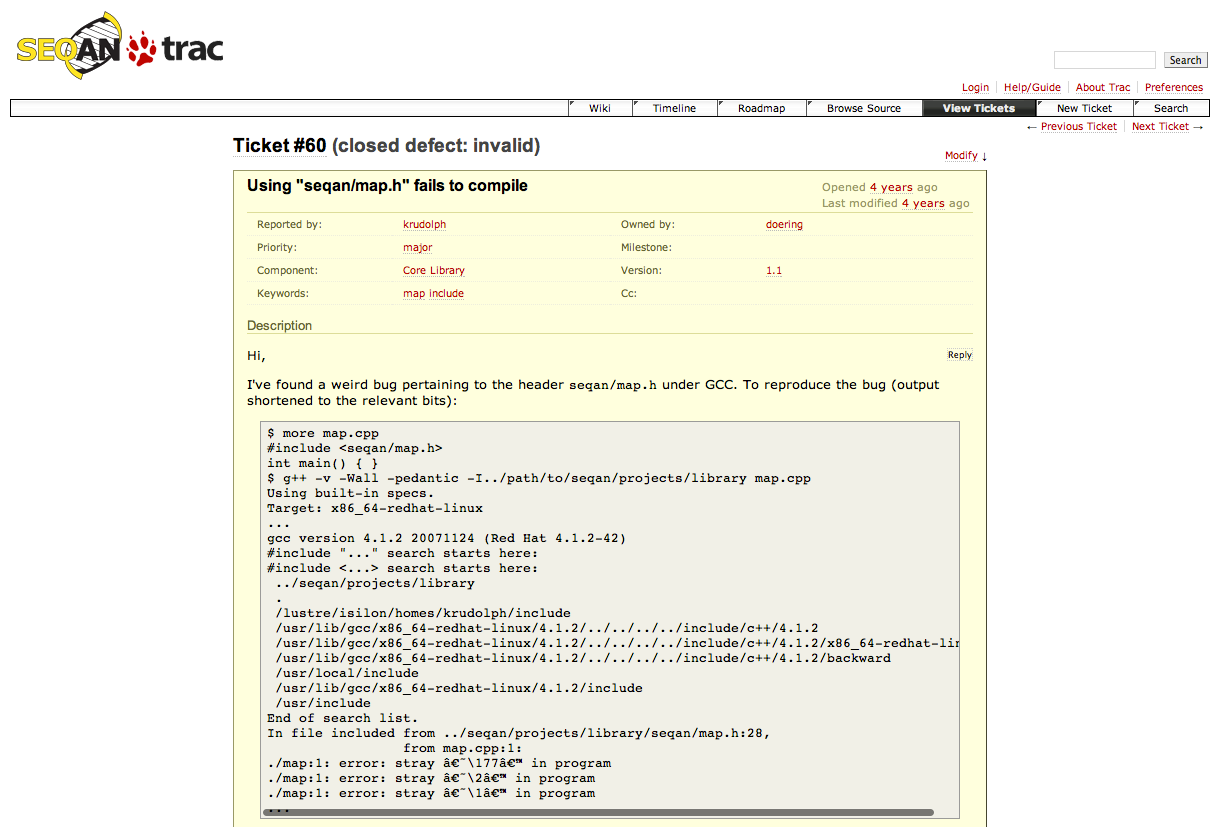 SEQAN trac
Search
Login Help/Guide About Trac Preferences
Wiki Timeline Roadmap Browse Source View Tickets New Ticket Search
← Previous Ticket Next Ticket →
Ticket #60 (closed defect: invalid)
Modify ↓
Using "seqan/map.h" fails to compile
Opened 4 years ago
Last modified 4 years ago
Reported by: krudolph Owned by: doering
Priority: major Milestone:
Component: Core Library Version: 1.1
Keywords: map include Cc:
Description
Hi,
Reply
I've found a weird bug pertaining to the header seqan/map.h under GCC. To reproduce the bug (output
shortened to the relevant bits):
$ more map.cpp
#include <seqan/map.h>
int main() { }
$ g++ -v -Wall -pedantic -I../path/to/seqan/projects/library map.cpp
Using built-in specs.
Target: x86_64-redhat-linux
...
gcc version 4.1.2 20071124 (Red Hat 4.1.2-42)
#include "..." search starts here:
#include <...> search starts here:
 ../seqan/projects/library
 .
 /lustre/isilon/homes/krudolph/include
 /usr/lib/gcc/x86_64-redhat-linux/4.1.2/../../../../include/c++/4.1.2
 /usr/lib/gcc/x86_64-redhat-linux/4.1.2/../../../../include/c++/4.1.2/x86_64-redhat-lin
 /usr/lib/gcc/x86_64-redhat-linux/4.1.2/../../../../include/c++/4.1.2/backward
 /usr/local/include
 /usr/lib/gcc/x86_64-redhat-linux/4.1.2/include
 /usr/include
End of search list.
In file included from ../seqan/projects/library/seqan/map.h:28,
                 from map.cpp:1:
./map:1: error: stray â€˜\177â€™ in program
./map:1: error: stray â€˜\2â€™ in program
./map:1: error: stray â€˜\1â€™ in program
...